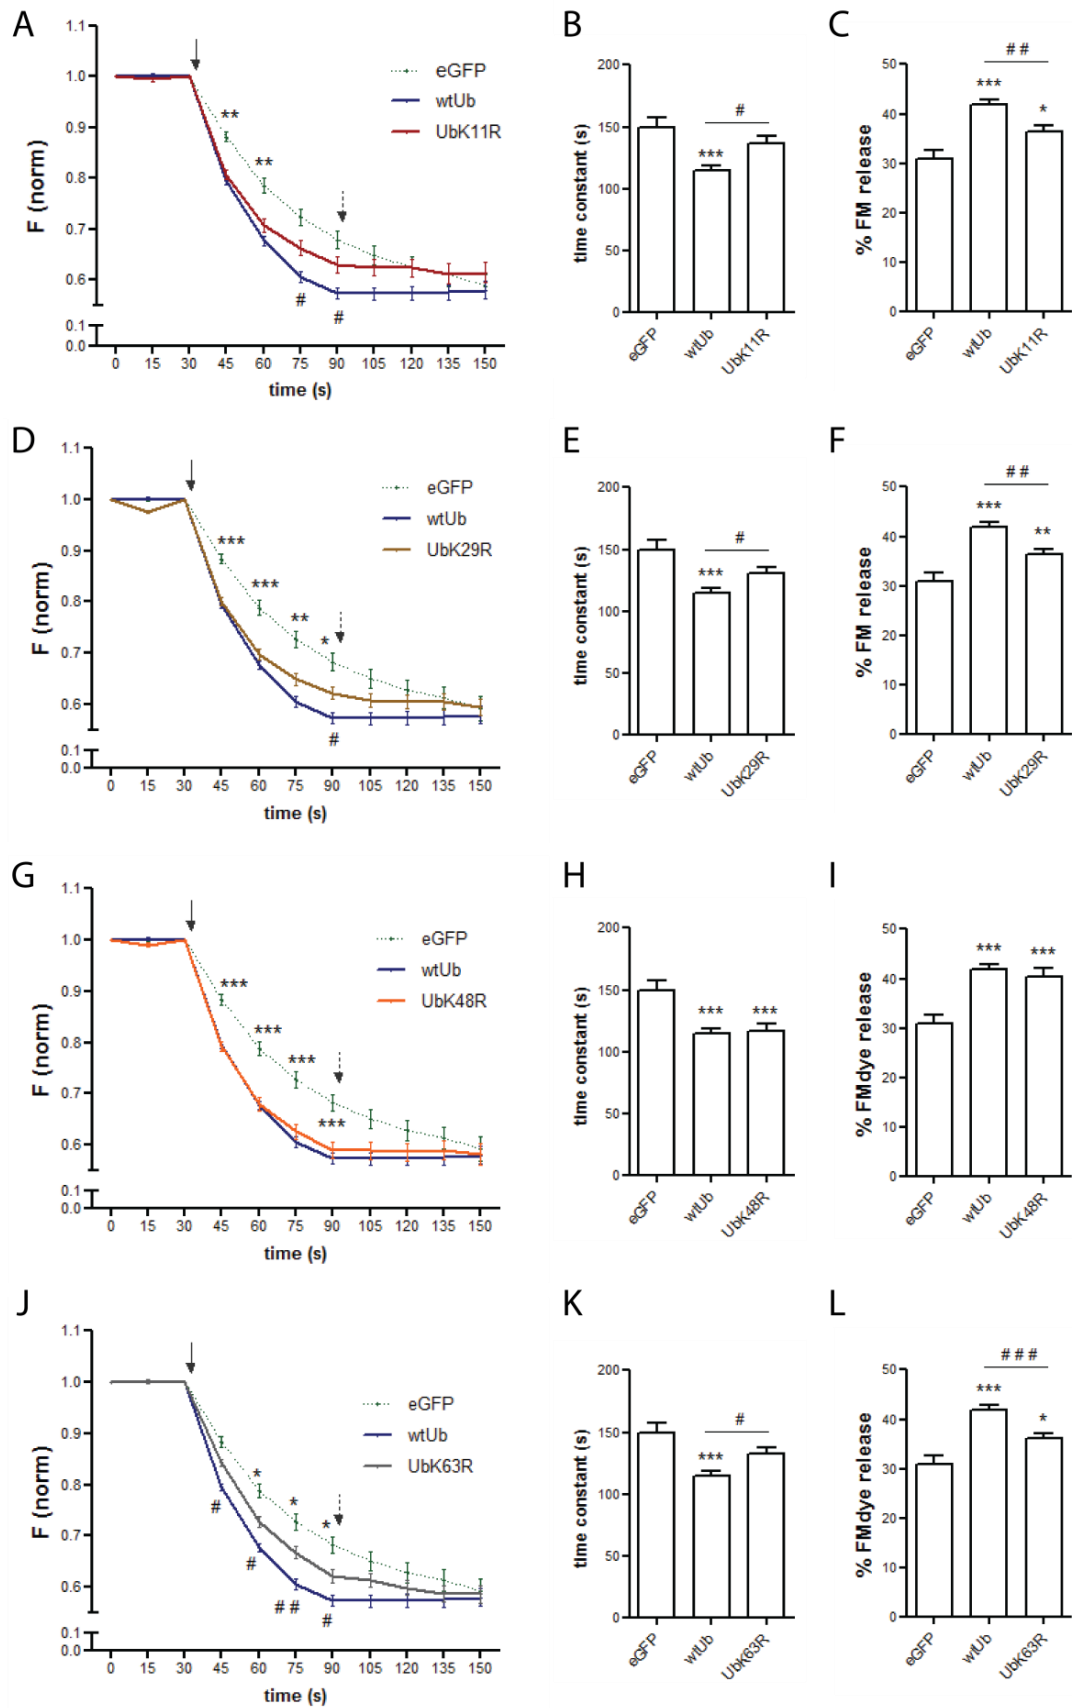 A
1.1
1.0
0.9
0.8
0.7
0.6
0.1
0.0
F (norm)
** ** # #
eGFP
wtUb
UbK11R
0 15 30 45 60 75 90 105 120 135 150
time (s)
B
200
150
100
50
0
time constant (s)
*** #
eGFP wtUb UbK11R
C
50
40
30
20
10
0
% FM release
# #
*** *
eGFP wtUb UbK11R
D
1.1
1.0
0.9
0.8
0.7
0.6
0.1
0.0
F (norm)
*** *** ** * #
eGFP
wtUb
UbK29R
0 15 30 45 60 75 90 105 120 135 150
time (s)
E
200
150
100
50
0
time constant (s)
*** #
eGFP wtUb UbK29R
F
50
40
30
20
10
0
% FM release
# #
*** **
eGFP wtUb UbK29R
G
1.1
1.0
0.9
0.8
0.7
0.6
0.1
0.0
F (norm)
*** *** *** ***
eGFP
wtUb
UbK48R
0 15 30 45 60 75 90 105 120 135 150
time (s)
H
200
150
100
50
0
time constant (s)
*** ***
eGFP wtUb UbK48R
I
50
40
30
20
10
0
% FMdye release
*** ***
eGFP wtUb UbK48R
J
1.1
1.0
0.9
0.8
0.7
0.6
0.1
0.0
F (norm)
* * *
# # # # #
eGFP
wtUb
UbK63R
0 15 30 45 60 75 90 105 120 135 150
time (s)
K
200
150
100
50
0
time constant (s)
*** #
eGFP wtUb UbK63R
L
50
40
30
20
10
0
% FMdye release
# # #
*** *
eGFP wtUb UbK63R